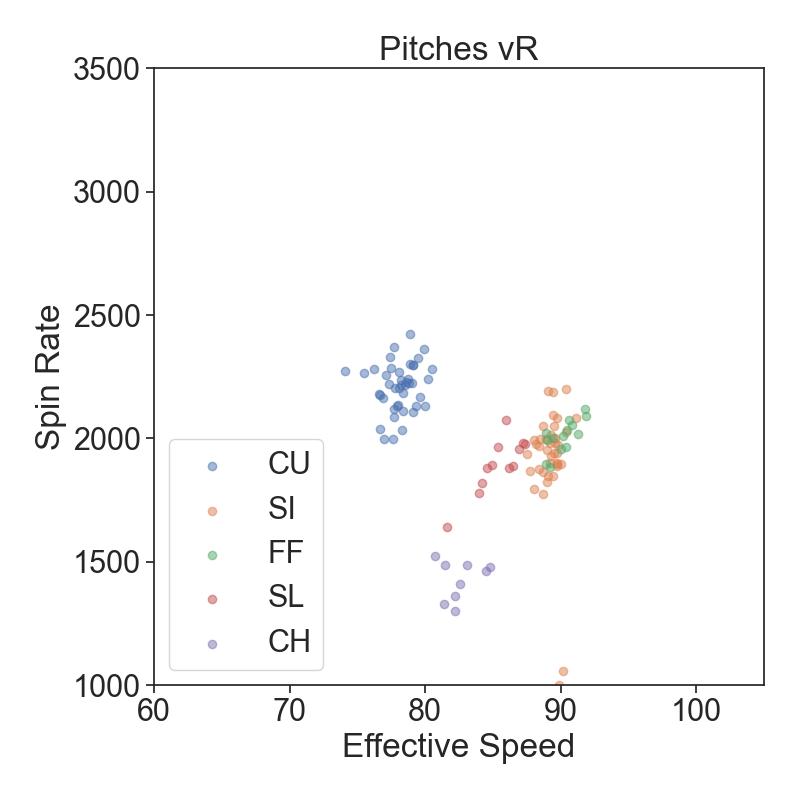 Pitches vR
3500
3000
2500
2000
1500
1000
Spin Rate
CU
SI
FF
SL
CH
60 70 80 90 100
Effective Speed